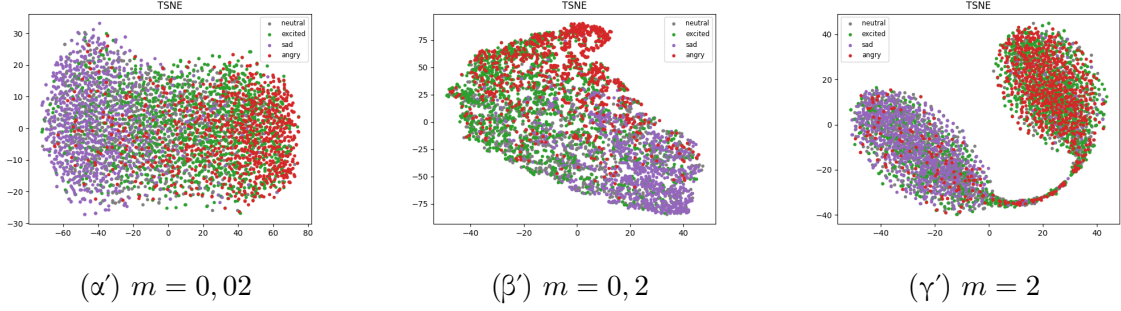 TSNE
neutral
excited
sad
angry
30
20
10
0
−10
−20
−30
−60 −40 −20 0 20 40 60 80
TSNE
neutral
excited
sad
angry
75
50
25
0
−25
−50
−75
−40 −20 0 20 40
TSNE
neutral
excited
sad
angry
40
20
0
−20
−40
−40 −20 0 20 40
(αʹ) m = 0, 02
(βʹ) m = 0, 2
(γʹ) m = 2